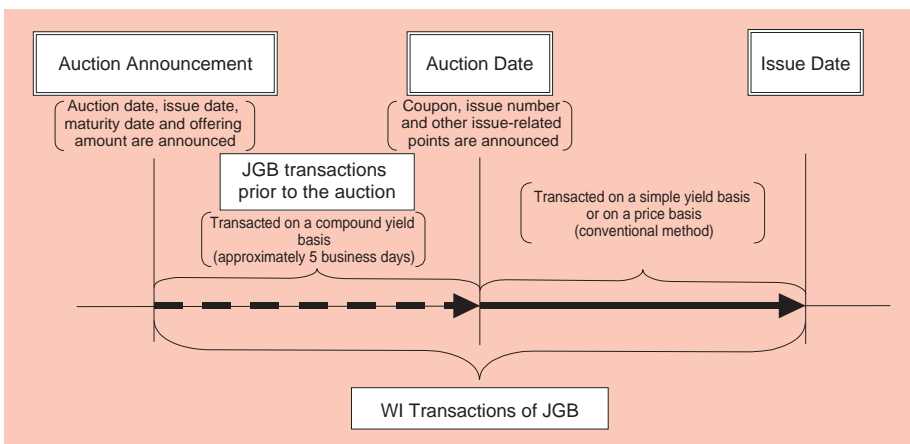 Auction Announcement
Auction date, issue date,
maturity date and offering
amount are announced
Auction Date
Coupon, issue number
and other issue-related
points are announced
Issue Date
JGB transactions
prior to the auction
Transacted on a compound yield
basis
(approximately 5 business days)
Transacted on a simple yield basis
or on a price basis
(conventional method)
WI Transactions of JGB